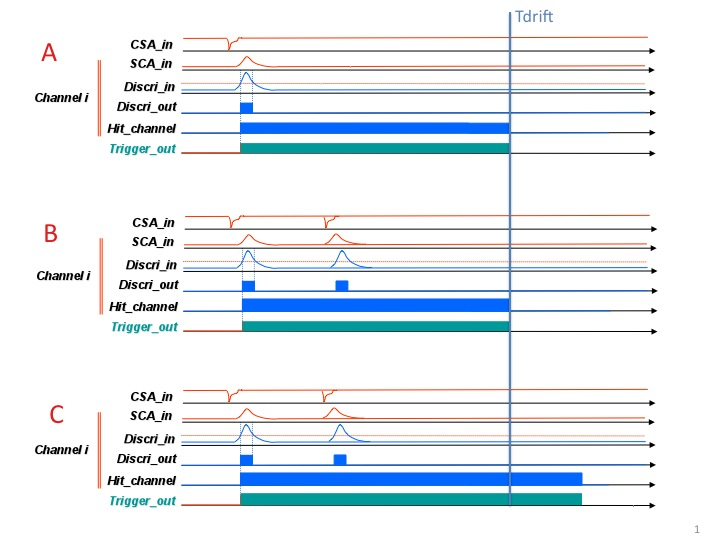 Tdrift
A
CSA_in
SCA_in
Discri_in
Channel i
Discri_out
Hit_channel
Trigger_out
B
CSA_in
SCA_in
Discri_in
Channel i
Discri_out
Hit_channel
Trigger_out
C
CSA_in
SCA_in
Discri_in
Channel i
Discri_out
Hit_channel
Trigger_out
1